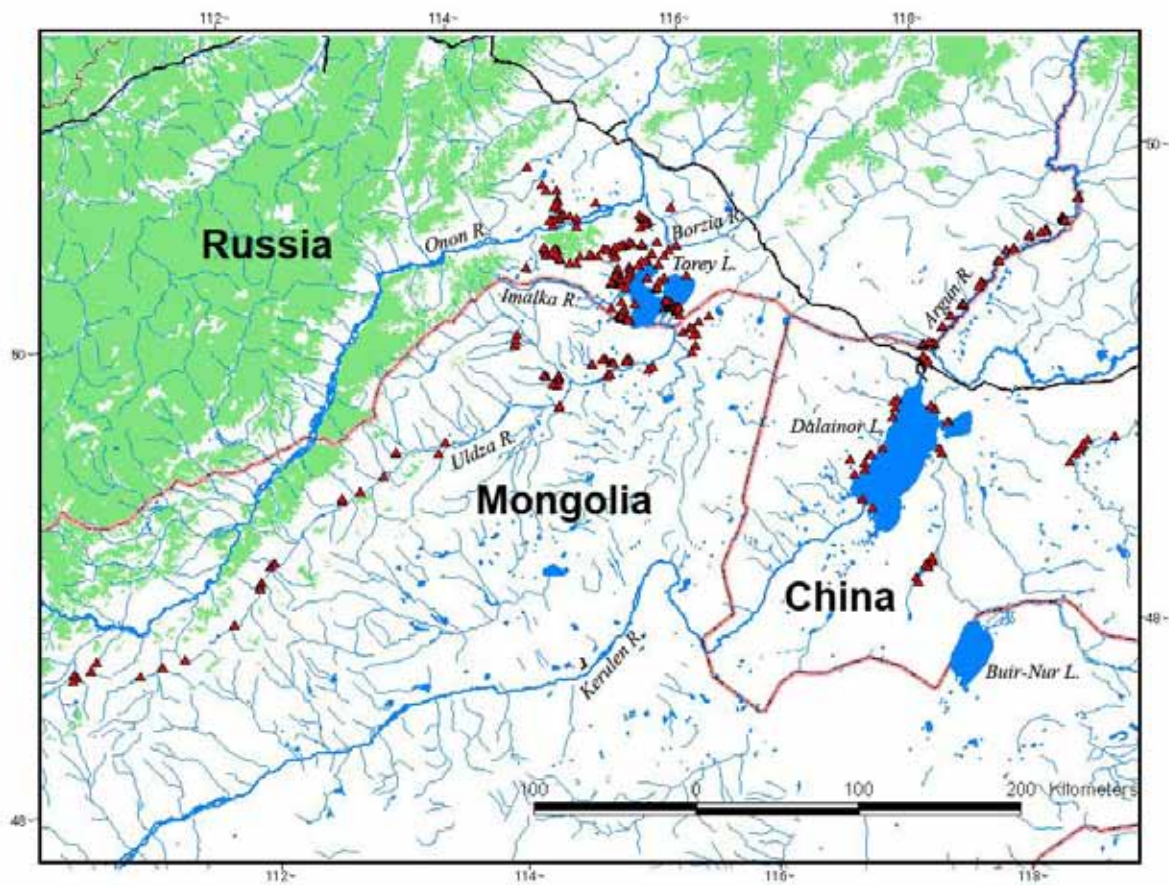 112
114
116
118
50
Russia
Onon R.
Borzia R.
Torey L.
Imalka R.
Argun R.
50
Dalainor L.
Uldza R.
Mongolia
China
48
Kerulen R.
Buir-Nur L.
100 0 100 200 Kilometers
48
112
114
116
118